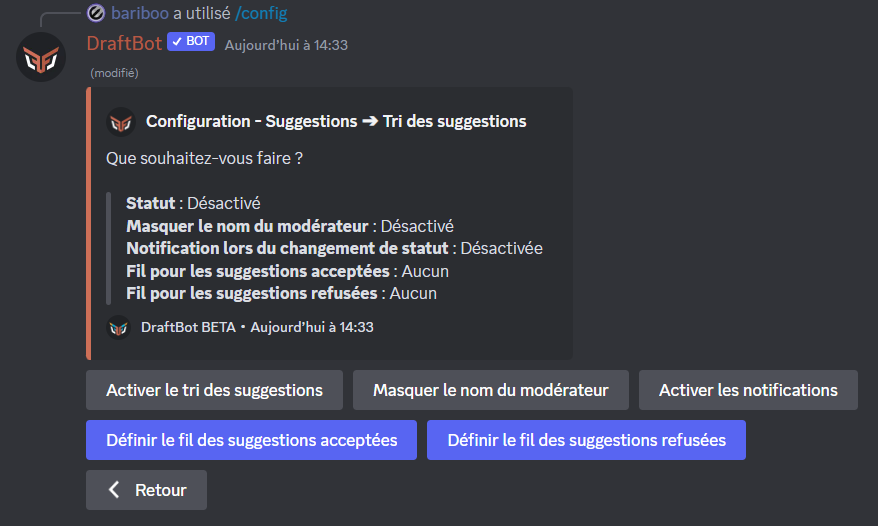 bariboo a utilisé /config
DraftBot ✓ BOT Aujourd'hui à 14:33
(modifié)
Configuration - Suggestions ➔ Tri des suggestions
Que souhaitez-vous faire ?
Statut : Désactivé
Masquer le nom du modérateur : Désactivé
Notification lors du changement de statut : Désactivée
Fil pour les suggestions acceptées : Aucun
Fil pour les suggestions refusées : Aucun
DraftBot BETA • Aujourd'hui à 14:33
Activer le tri des suggestions Masquer le nom du modérateur Activer les notifications
Définir le fil des suggestions acceptées Définir le fil des suggestions refusées
Retour